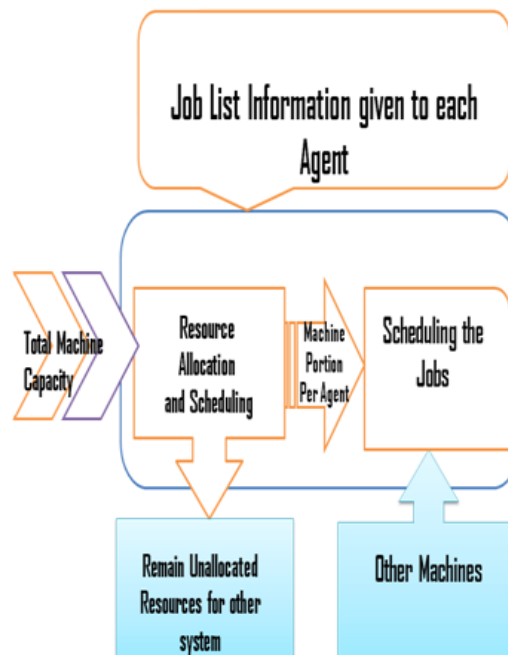 Job List Information given to each
Agent
Total Machine
Capacity
Resource
Allocation
and Scheduling
Machine
Portion
Per Agent
Scheduling the
Jobs
Remain Unallocated
Resources for other
system
Other Machines